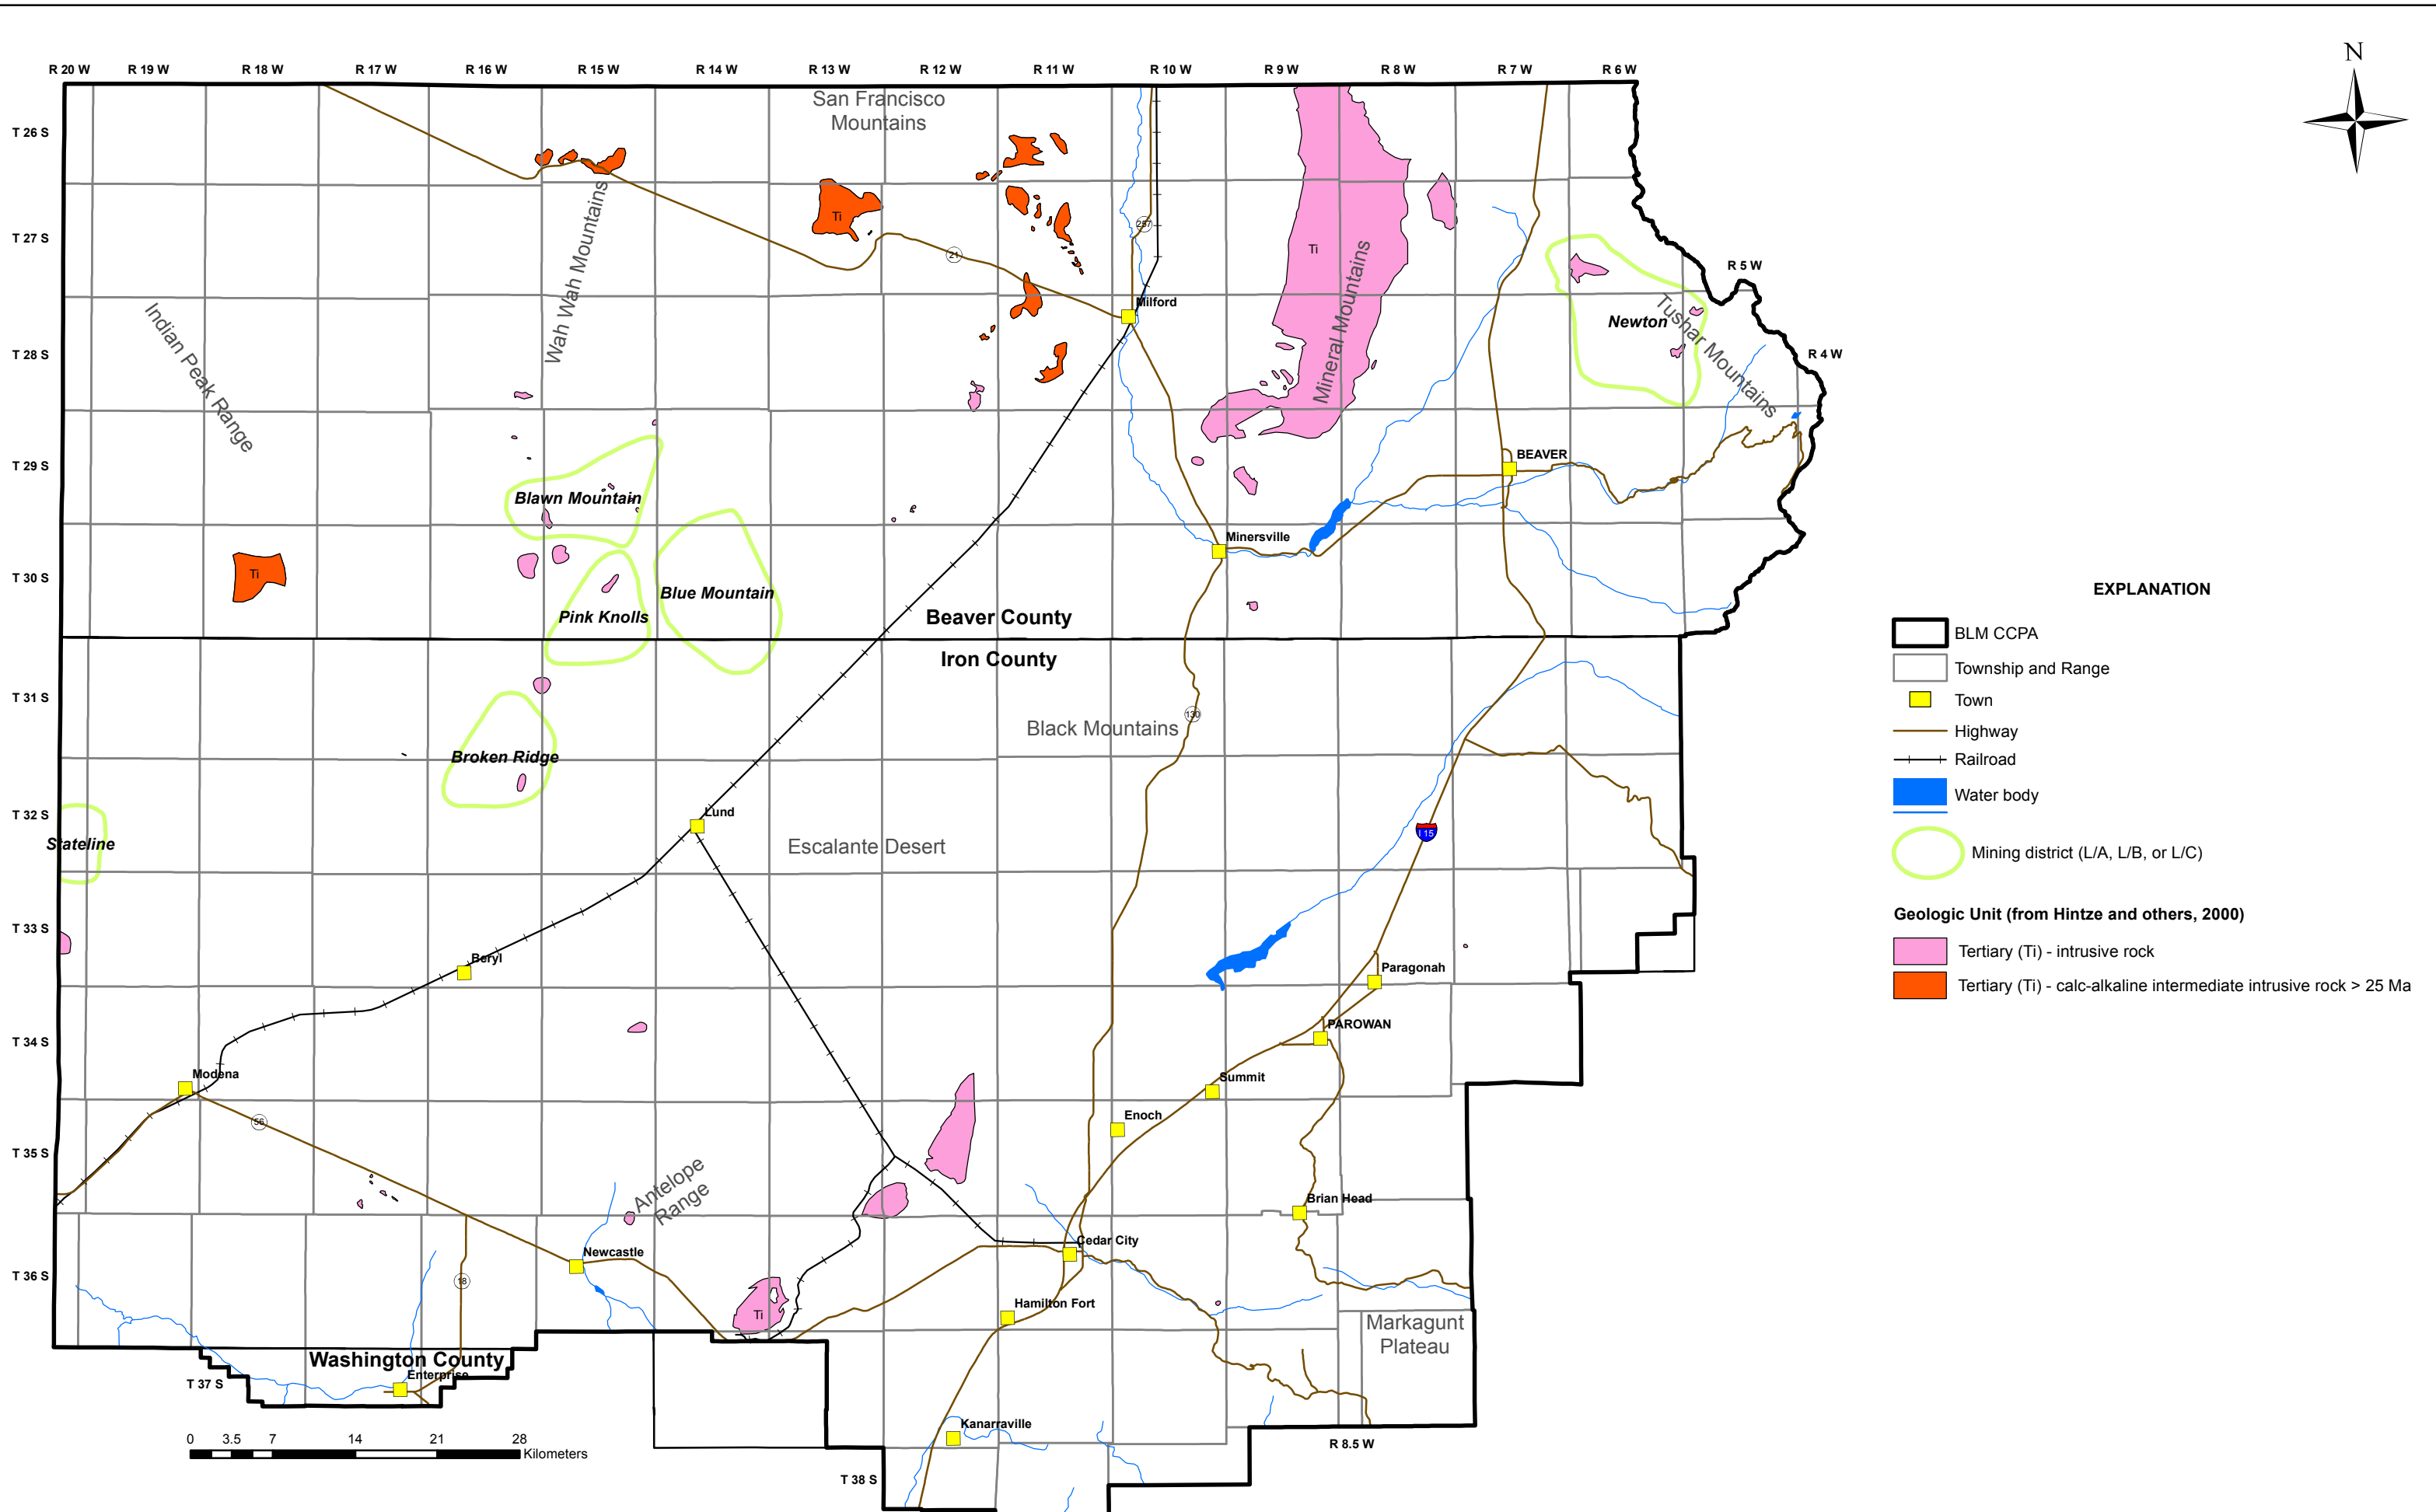 N
R 20 W R 19 W R 18 W R 17 W R 16 W R 15 W R 14 W R 13 W R 12 W R 11 W R 10 W R 9 W R 8 W R 7 W R 6 W
San Francisco
Mountains
T 26 S
Ti
Wah Wah Mountains
257
T 27 S
21
Ti
Mineral Mountains
R 5 W
Milford
Indian Peak Range
Newton
Tushar Mountains
T 28 S
R 4 W
T 29 S
BEAVER
Blawn Mountain
Minersville
T 30 S
Ti
Blue Mountain
Pink Knolls
Beaver County
Iron County
T 31 S
130
Black Mountains
Broken Ridge
T 32 S
Lund
I 15
Stateline
Escalante Desert
T 33 S
Beryl
Paragonah
PAROWAN
T 34 S
Modena
Summit
56
Enoch
T 35 S
Antelope
Range
Brian Head
Cedar City
Newcastle
T 36 S
18
Hamilton Fort
Ti
Markagunt
Plateau
Washington County
Enterprise
T 37 S
Kanarraville
R 8.5 W
T 38 S
0 3.5 7 14 21 28
Kilometers
EXPLANATION
BLM CCPA
Township and Range
Town
Highway
Railroad
Water body
Mining district (L/A, L/B, or L/C)
Geologic Unit (from Hintze and others, 2000)
Tertiary (Ti) - intrusive rock
Tertiary (Ti) - calc-alkaline intermediate intrusive rock > 25 Ma